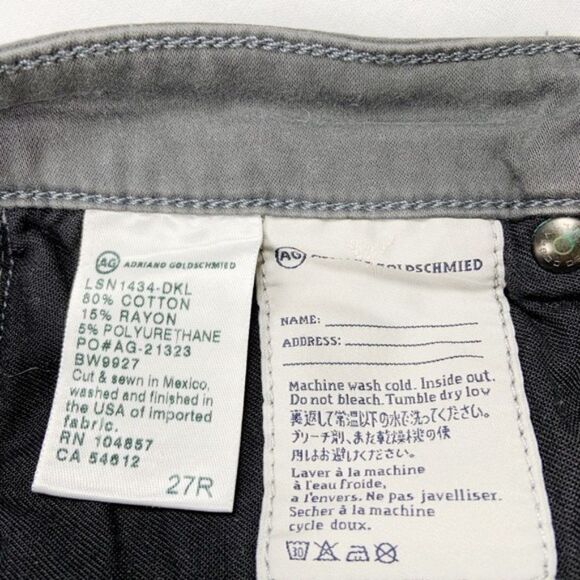 AG ADRIANO GOLDSCHMIED
LSN1434-DKL
80% COTTON
15% RAYON
5% POLYURETHANE
PO#AG-21323
BW9927
Cut & sewn in Mexico,
washed and finished in
the USA of imported
fabric.
RN 104857
CA 54612
27R
AG ADRIANO GOLDSCHMIED
NAME:
ADDRESS:
Machine wash cold. Inside out.
Do not bleach. Tumble dry low
裏返して常温以下の水で洗ってください。
ブリーチ剤、また乾燥機の使
用はお避けください。
Laver à la machine
à l'eau froide,
a l'envers. Ne pas javelliser.
Secher à la machine
cycle doux.
30